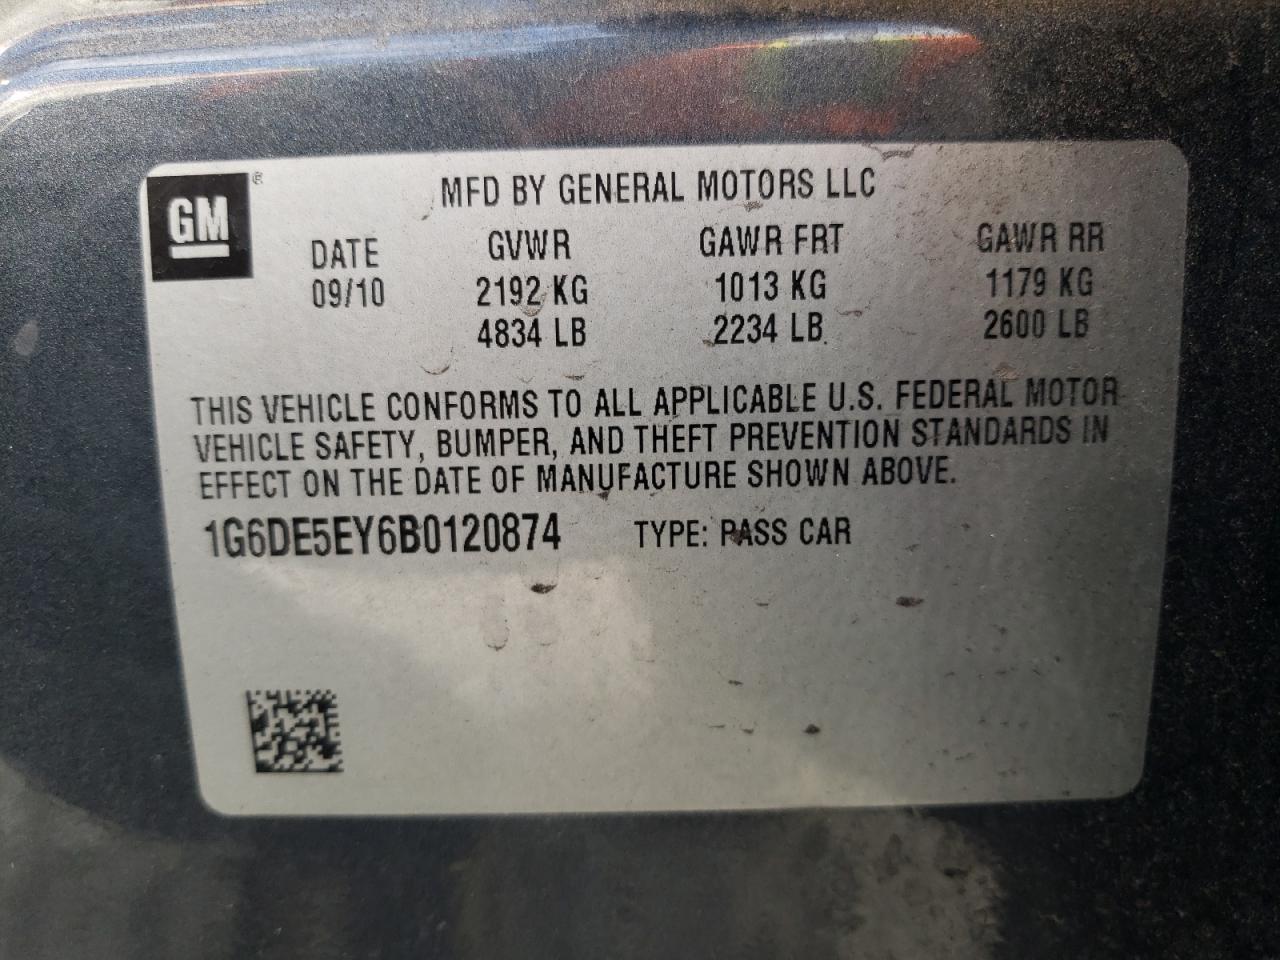 GM ®
MFD BY GENERAL MOTORS LLC
DATE GVWR GAWR FRT GAWR RR
09/10 2192 KG 1013 KG 1179 KG
4834 LB 2234 LB 2600 LB
THIS VEHICLE CONFORMS TO ALL APPLICABLE U.S. FEDERAL MOTOR
VEHICLE SAFETY, BUMPER, AND THEFT PREVENTION STANDARDS IN
EFFECT ON THE DATE OF MANUFACTURE SHOWN ABOVE.
1G6DE5EY6B0120874 TYPE: PASS CAR